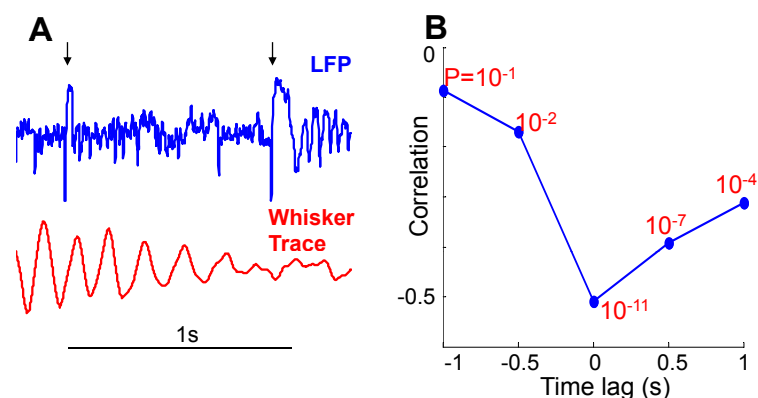 A
LFP
Whisker
Trace
1s
B
0
-0.5
Correlation
P=10⁻¹
10⁻²
10⁻¹¹
10⁻⁷
10⁻⁴
-1 -0.5 0 0.5 1
Time lag (s)